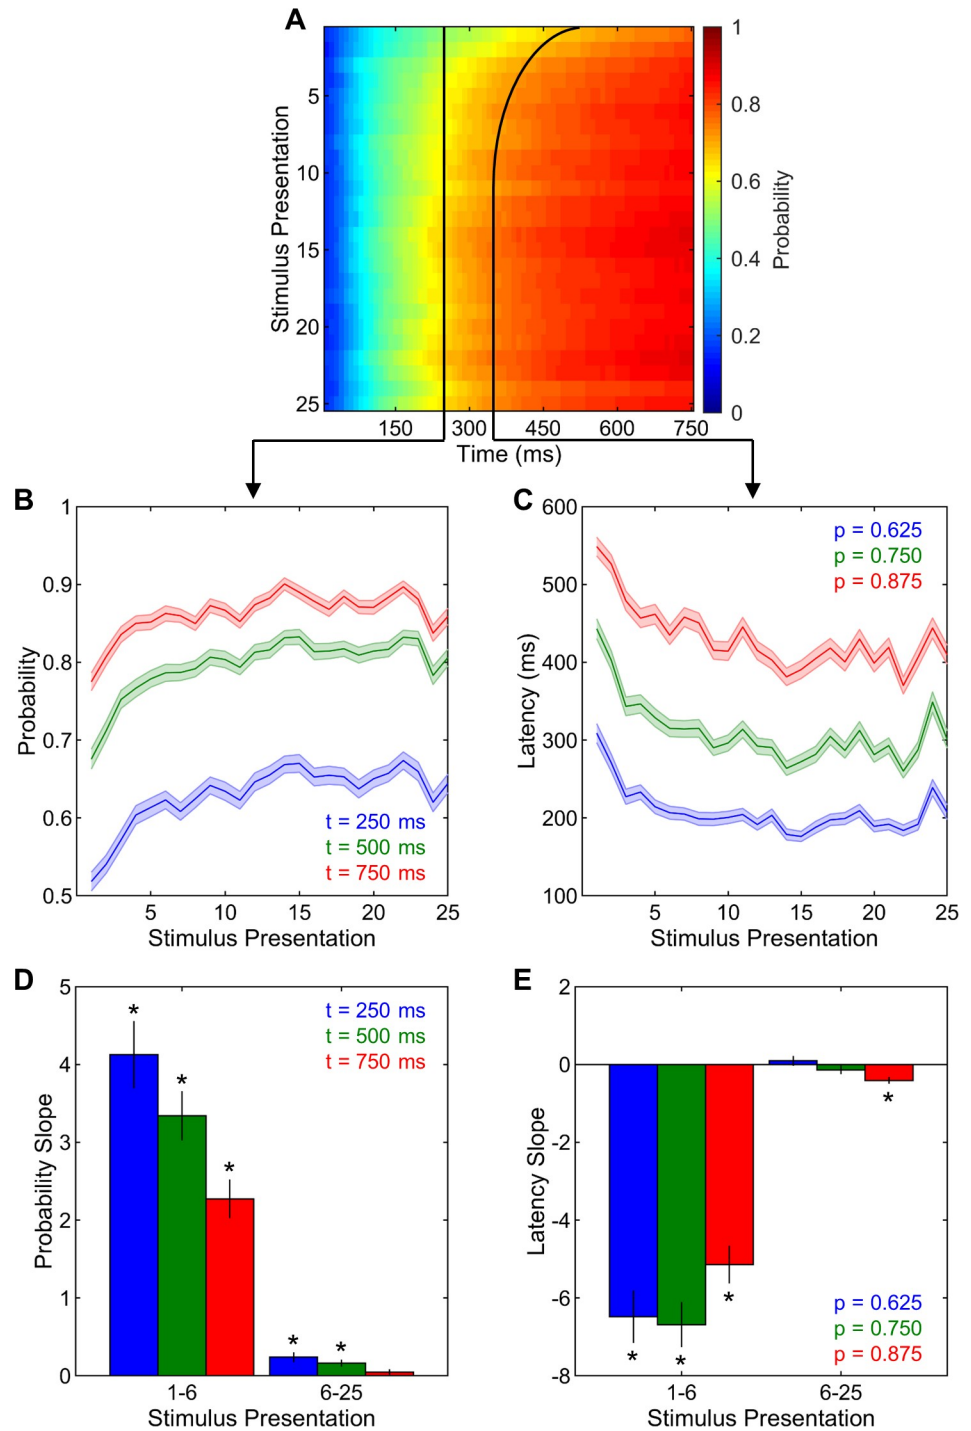 A
Stimulus Presentation
5
10
15
20
25
150 300 450 600 750
Time (ms)
1
0.8
0.6
0.4
0.2
0
Probability
B
Probability
1
0.9
0.8
0.7
0.6
0.5
t = 250 ms
t = 500 ms
t = 750 ms
5 10 15 20 25
Stimulus Presentation
C
Latency (ms)
600
500
400
300
200
100
p = 0.625
p = 0.750
p = 0.875
5 10 15 20 25
Stimulus Presentation
D
Probability Slope
5
4
3
2
1
0
t = 250 ms
t = 500 ms
t = 750 ms
* * *
* *
1-6 6-25
Stimulus Presentation
E
Latency Slope
2
0
-2
-4
-6
-8
*
* * *
p = 0.625
p = 0.750
p = 0.875
1-6 6-25
Stimulus Presentation